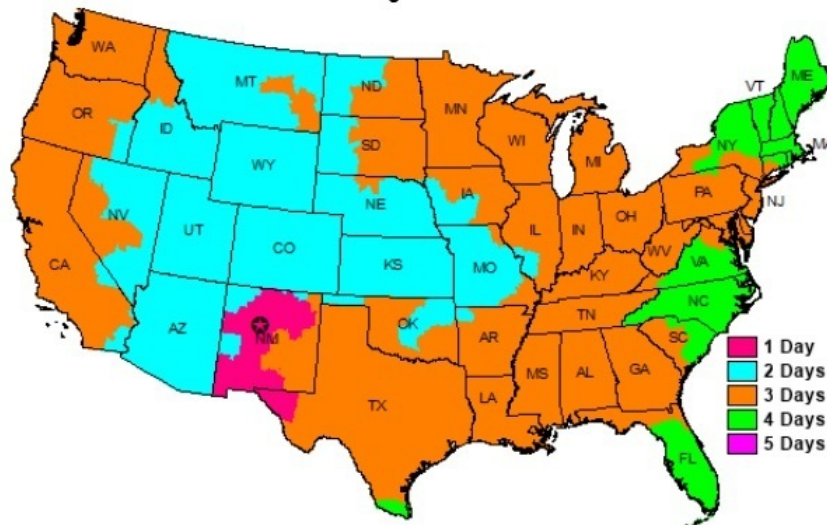 WA
MT
ND
MN
VT
ME
OR
ID
SD
WI
MI
NY
WY
IA
PA
NJ
NV
NE
IL
IN
OH
UT
CO
KS
MO
WV
VA
CA
KY
AZ
NM
OK
TN
NC
AR
SC
MS
AL
GA
TX
LA
FL
1 Day
2 Days
3 Days
4 Days
5 Days